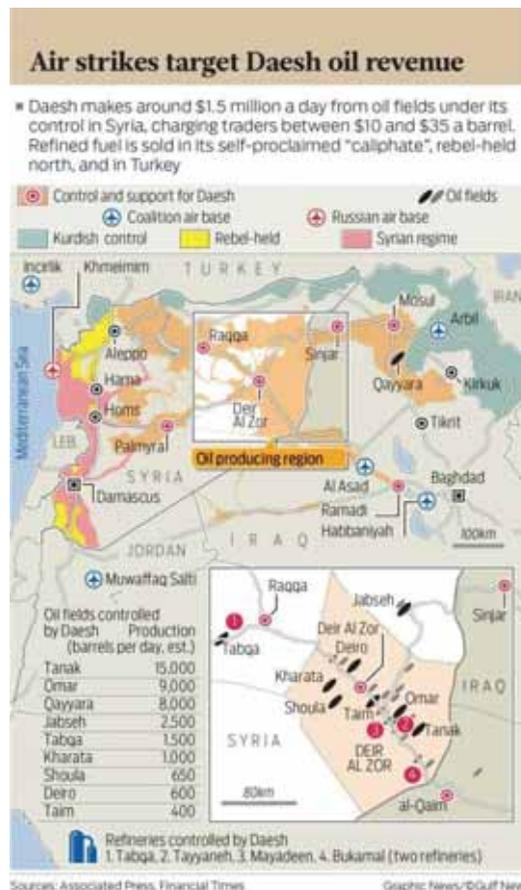 Air strikes target Daesh oil revenue
Daesh makes around $1.5 million a day from oil fields under its
control in Syria, charging traders between $10 and $35 a barrel.
Refined fuel is sold in its self-proclaimed “caliphate”, rebel-held
north, and in Turkey
Control and support for Daesh
Oil fields
Coalition air base
Russian air base
Kurdish control
Rebel-held
Syrian regime
Incirlik
Khmeimim
TURKEY
IRAN
Mosul
Arbil
Raqqa
Sinjar
Aleppo
Qayyara
Kirkuk
Hama
Deir
Al Zor
Homs
Tikrit
Mediterranean Sea
LEB.
Palmyral
Oil producing region
SYRIA
Damascus
Al Asad
Baghdad
Ramadi
Habbaniyah
IRAQ
100km
JORDAN
Muwaffaq Salti
Oil fields controlled
by Daesh Production
(barrels per day, est.)
Tanak 15,000
Omar 9,000
Qayyara 8,000
Jabseh 2,500
Tabqa 1,500
Kharata 1,000
Shoula 650
Deiro 600
Taim 400
Raqqa
Jabseh
Sinjar
1
Tabqa
Deir Al Zor
Deiro
Kharata
IRAQ
Shoula
Omar
Taim
3
2
Tanak
SYRIA
DEIR
AL ZOR
4
80km
al-Qaim
Refineries controlled by Daesh
1. Tabqa, 2. Tayyaneh, 3. Mayadeen, 4. Bukamal (two refineries)
Sources: Associated Press, Financial Times
Graphic News/©Gulf New